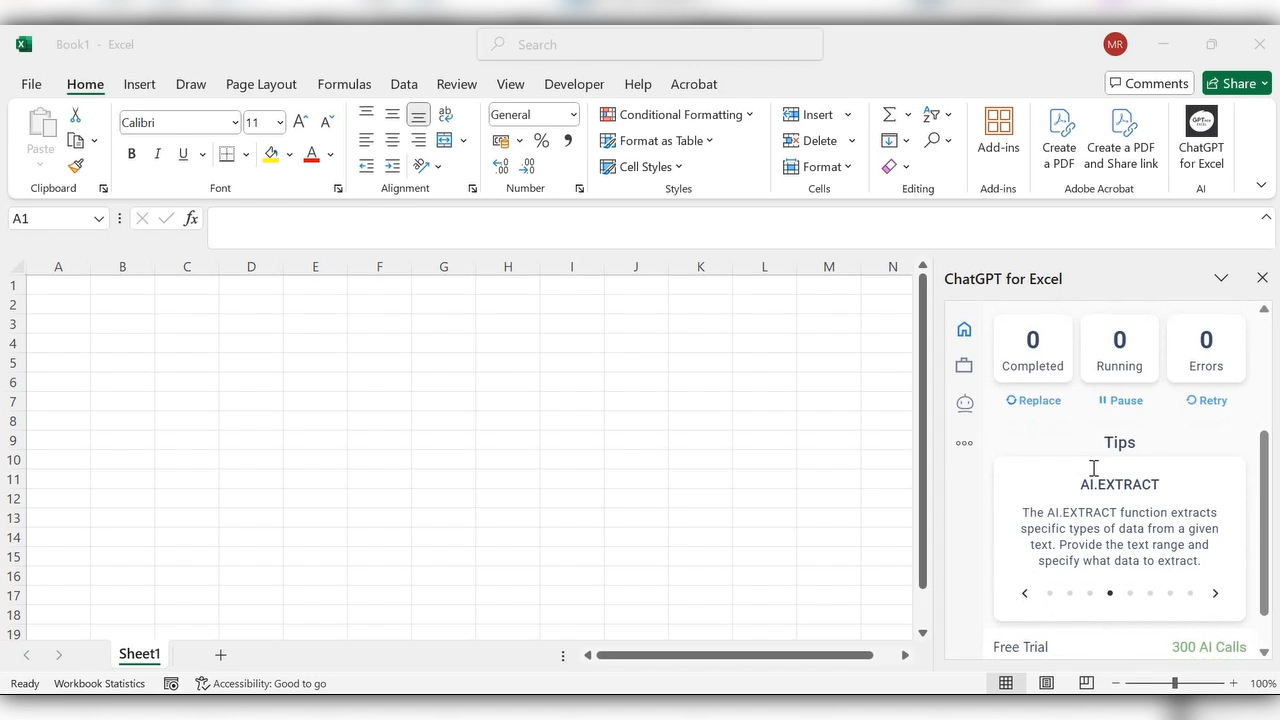 Book1 - Excel
Search
MR
File Home Insert Draw Page Layout Formulas Data Review View Developer Help Acrobat
Comments Share
Paste
Clipboard
Calibri 11
B I U A
Font
ab
Alignment
General
% 9
.00
Number
Conditional Formatting
Format as Table
Cell Styles
Styles
Insert
Delete
Format
Cells
Editing
Add-ins
Add-ins
Create a PDF
Create a PDF and Share link
Adobe Acrobat
ChatGPT for Excel
AI
A1
fx
A B C D E F G H I J K L M N
1
2
3
4
5
6
7
8
9
10
11
12
13
14
15
16
17
18
19
ChatGPT for Excel
0 0 0
Completed Running Errors
Replace Pause Retry
Tips
AI.EXTRACT
The AI.EXTRACT function extracts
specific types of data from a given
text. Provide the text range and
specify what data to extract.
Free Trial 300 AI Calls
Sheet1
Ready Workbook Statistics Accessibility: Good to go 100%